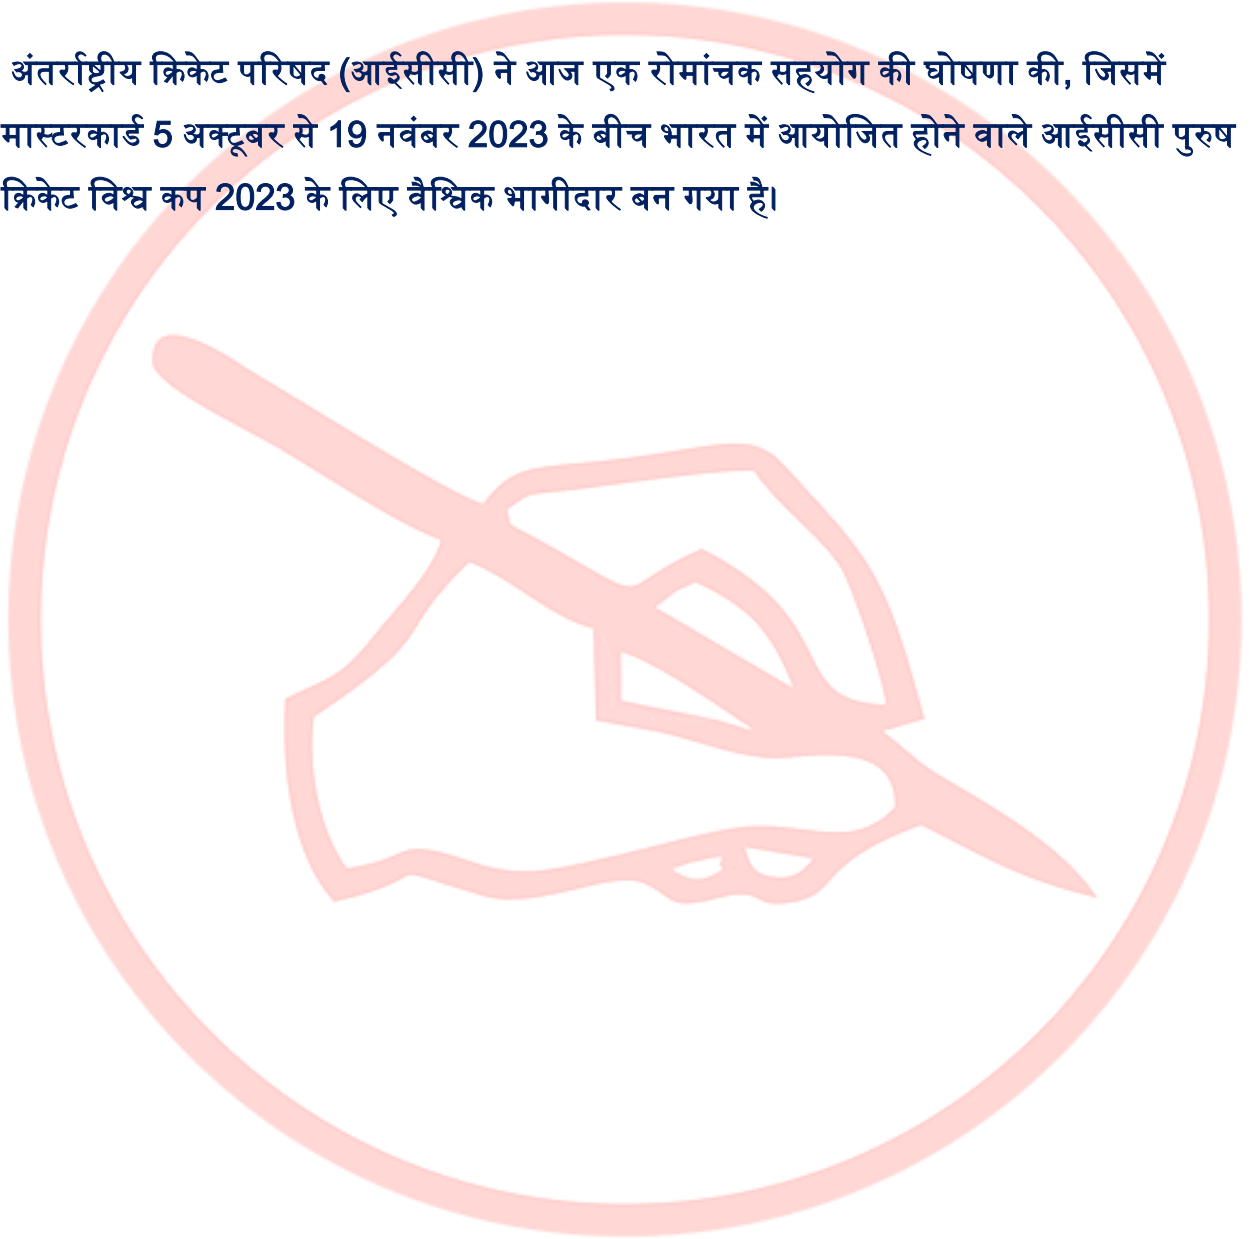 अंतर्राष्ट्रीय क्रिकेट परिषद (आईसीसी) ने आज एक रोमांचक सहयोग की घोषणा की, जिसमें
मास्टरकार्ड 5 अक्टूबर से 19 नवंबर 2023 के बीच भारत में आयोजित होने वाले आईसीसी पुरुष
क्रिकेट विश्व कप 2023 के लिए वैश्विक भागीदार बन गया है।